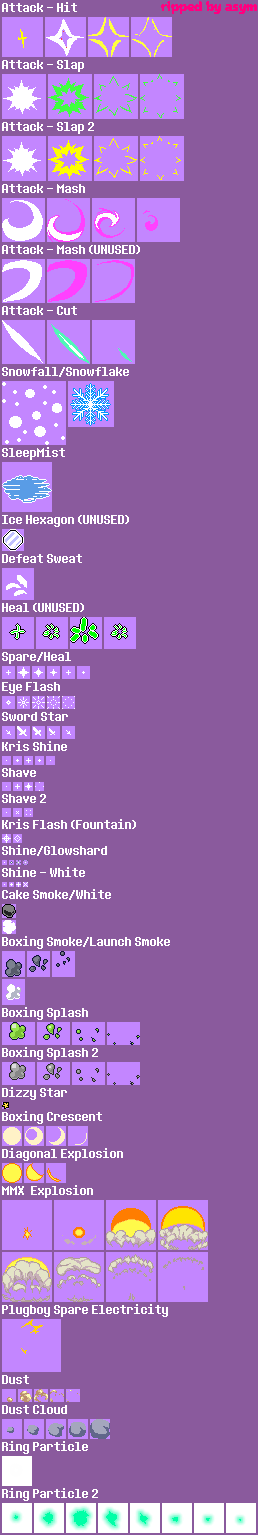 Attack - Hit
ripped by asym
Attack - Slap
Attack - Slap 2
Attack - Mash
Attack - Mash (UNUSED)
Attack - Cut
Snowfall/Snowflake
SleepMist
Ice Hexagon (UNUSED)
Defeat Sweat
Heal (UNUSED)
Spare/Heal
Eye Flash
Sword Star
Kris Shine
Shave
Shave 2
Kris Flash (Fountain)
Shine/Glowshard
Shine - White
Cake Smoke/White
Boxing Smoke/Launch Smoke
Boxing Splash
Boxing Splash 2
Dizzy Star
Boxing Crescent
Diagonal Explosion
MMX Explosion
Plugboy Spare Electricity
Dust
Dust Cloud
Ring Particle
Ring Particle 2